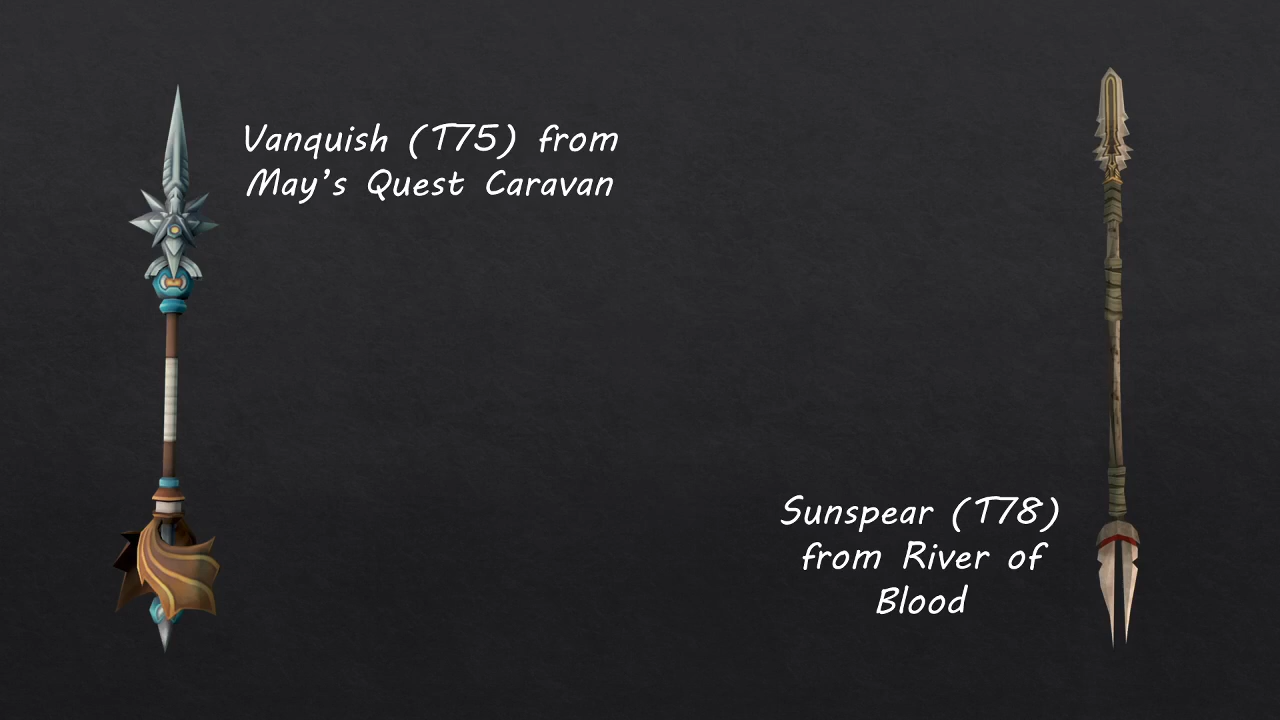 Vanquish (T75) from
May’s Quest Caravan
Sunspear (T78)
from River of
Blood